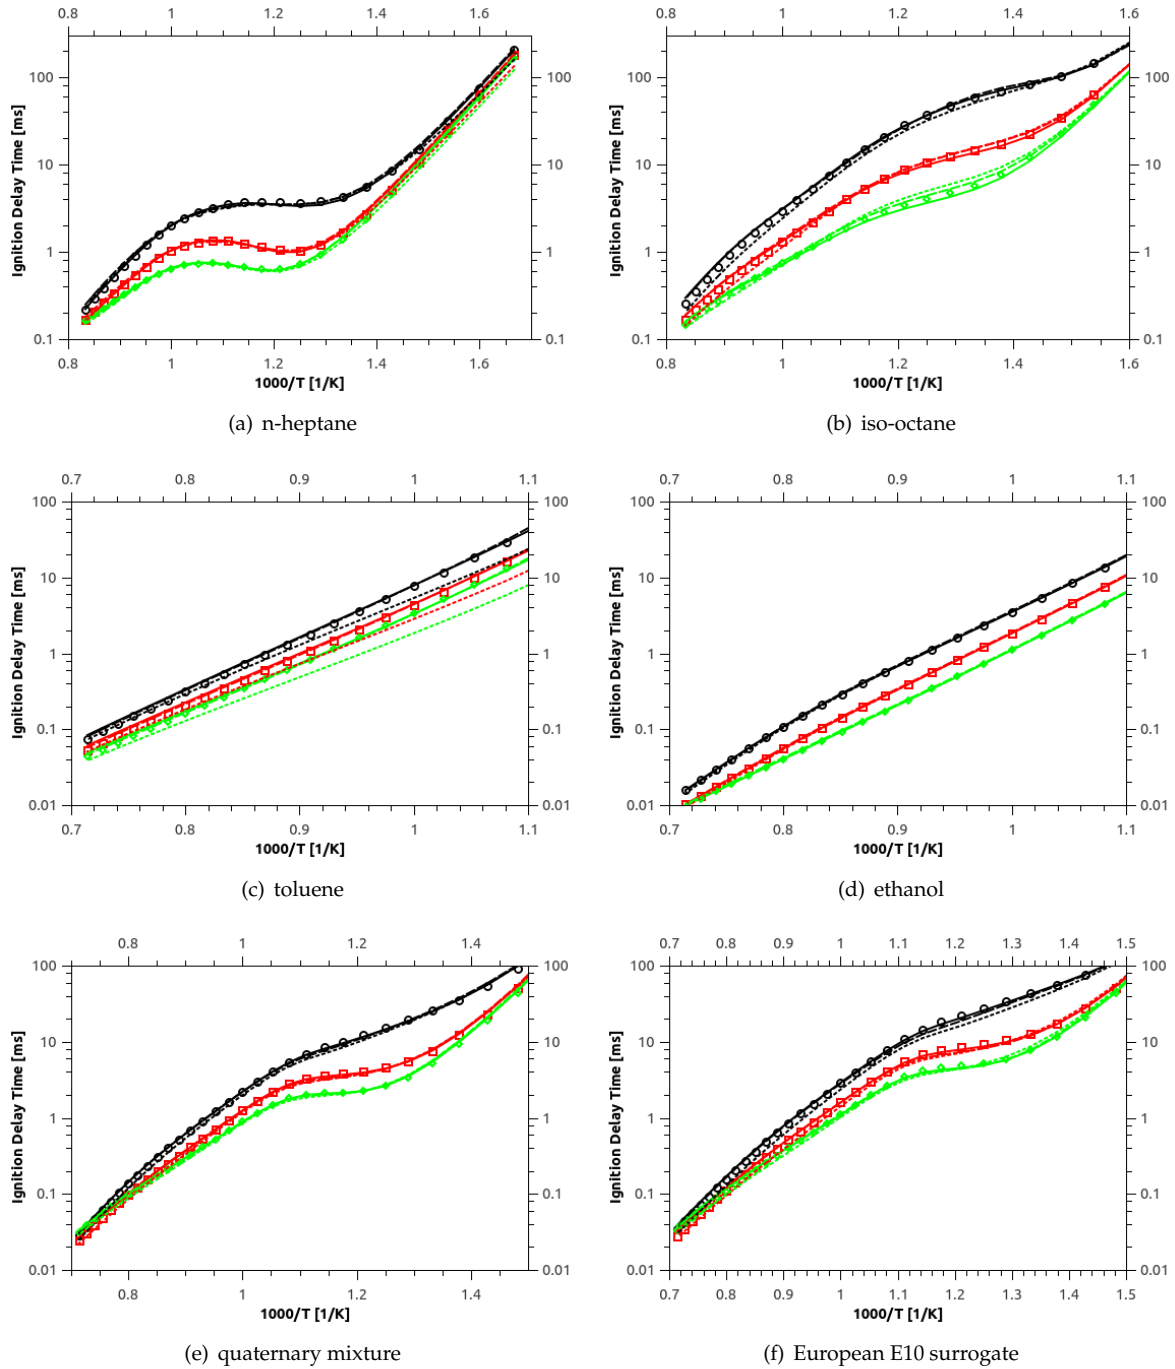 0.8 1 1.2 1.4 1.6 0.8 1 1.2 1.4 1.6
100 100 100 100
10 10 10 10
1 1 1 1
0.1 0.1 0.1 0.1
Ignition Delay Time [ms] Ignition Delay Time [ms]
0.8 1 1.2 1.4 1.6 0.8 1 1.2 1.4 1.6
1000/T [1/K] 1000/T [1/K]
(a) n-heptane (b) iso-octane
0.7 0.8 0.9 1 1.1 0.7 0.8 0.9 1 1.1
100 100 100 100
10 10 10 10
1 1 1 1
0.1 0.1 0.1 0.1
0.01 0.01 0.01 0.01
Ignition Delay Time [ms] Ignition Delay Time [ms]
0.7 0.8 0.9 1 1.1 0.7 0.8 0.9 1 1.1
1000/T [1/K] 1000/T [1/K]
(c) toluene (d) ethanol
0.8 1 1.2 1.4 0.7 0.8 0.9 1 1.1 1.2 1.3 1.4 1.5
100 100 100 100
10 10 10 10
1 1 1 1
0.1 0.1 0.1 0.1
0.01 0.01 0.01 0.01
Ignition Delay Time [ms] Ignition Delay Time [ms]
0.8 1 1.2 1.4 0.7 0.8 0.9 1 1.1 1.2 1.3 1.4 1.5
1000/T [1/K] 1000/T [1/K]
(e) quaternary mixture (f) European E10 surrogate